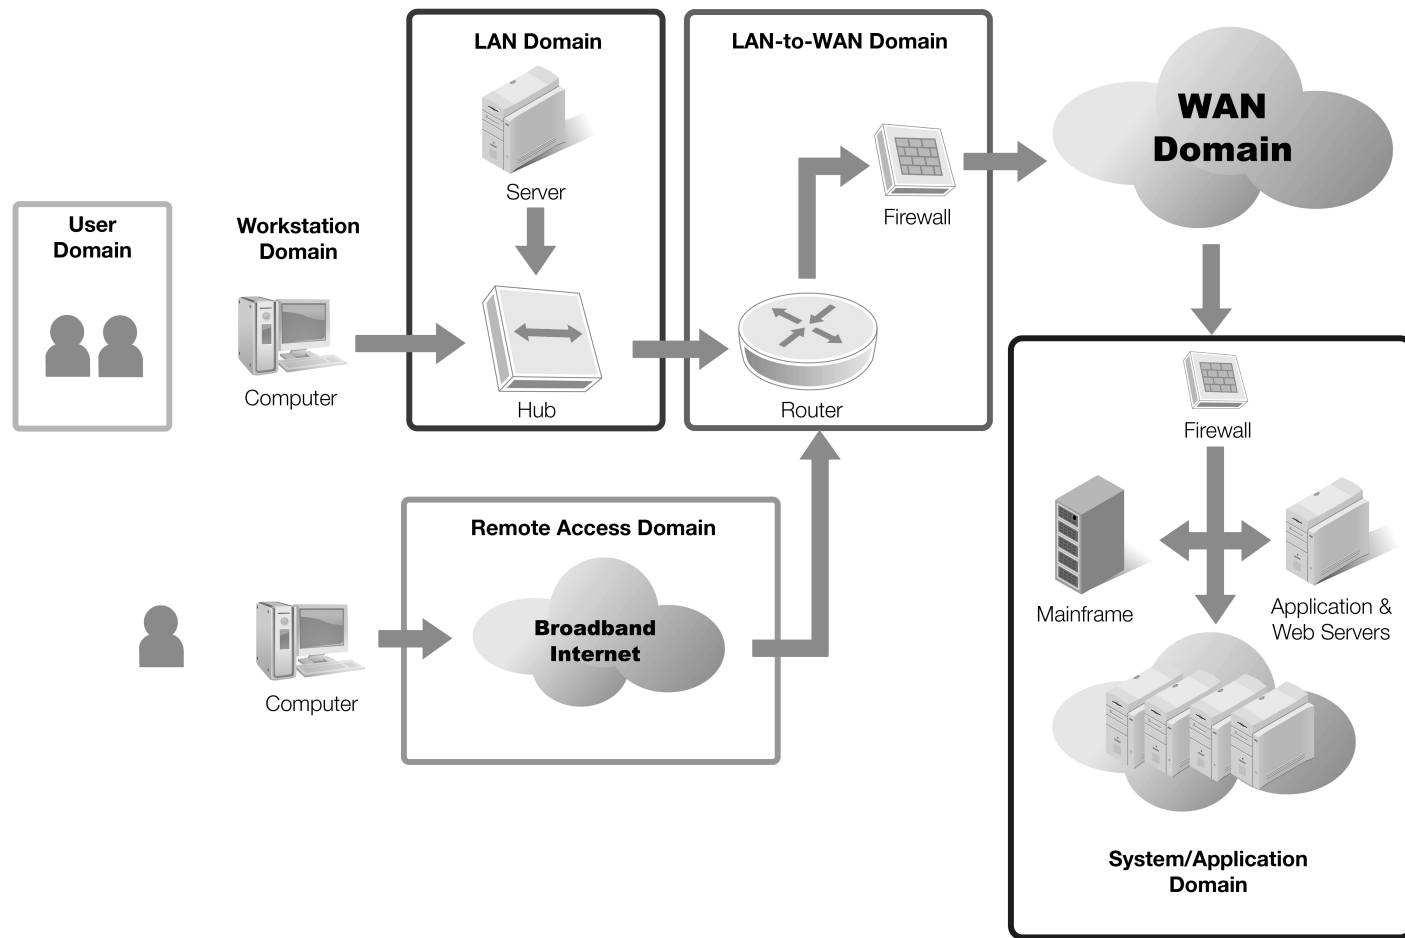 LAN Domain
Server
Hub
LAN-to-WAN Domain
Firewall
Router
WAN
Domain
User
Domain
Workstation
Domain
Computer
Remote Access Domain
Broadband
Internet
Computer
Firewall
Mainframe
Application &
Web Servers
System/Application
Domain